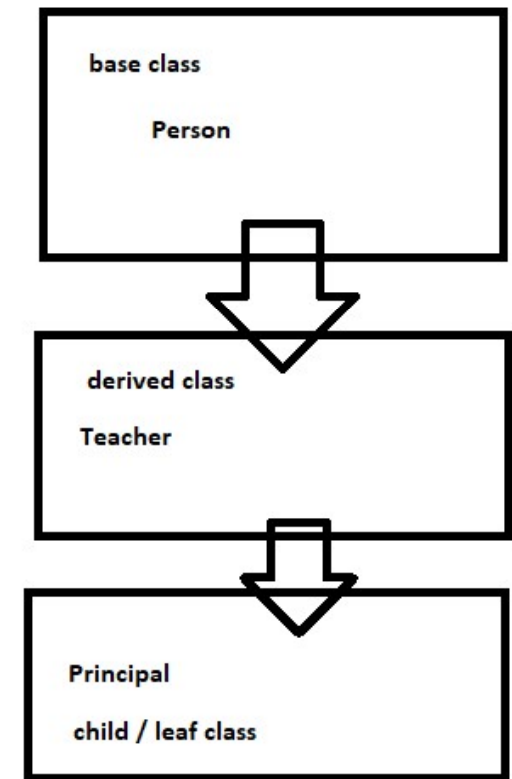 base class
Person
derived class
Teacher
Principal
child / leaf class